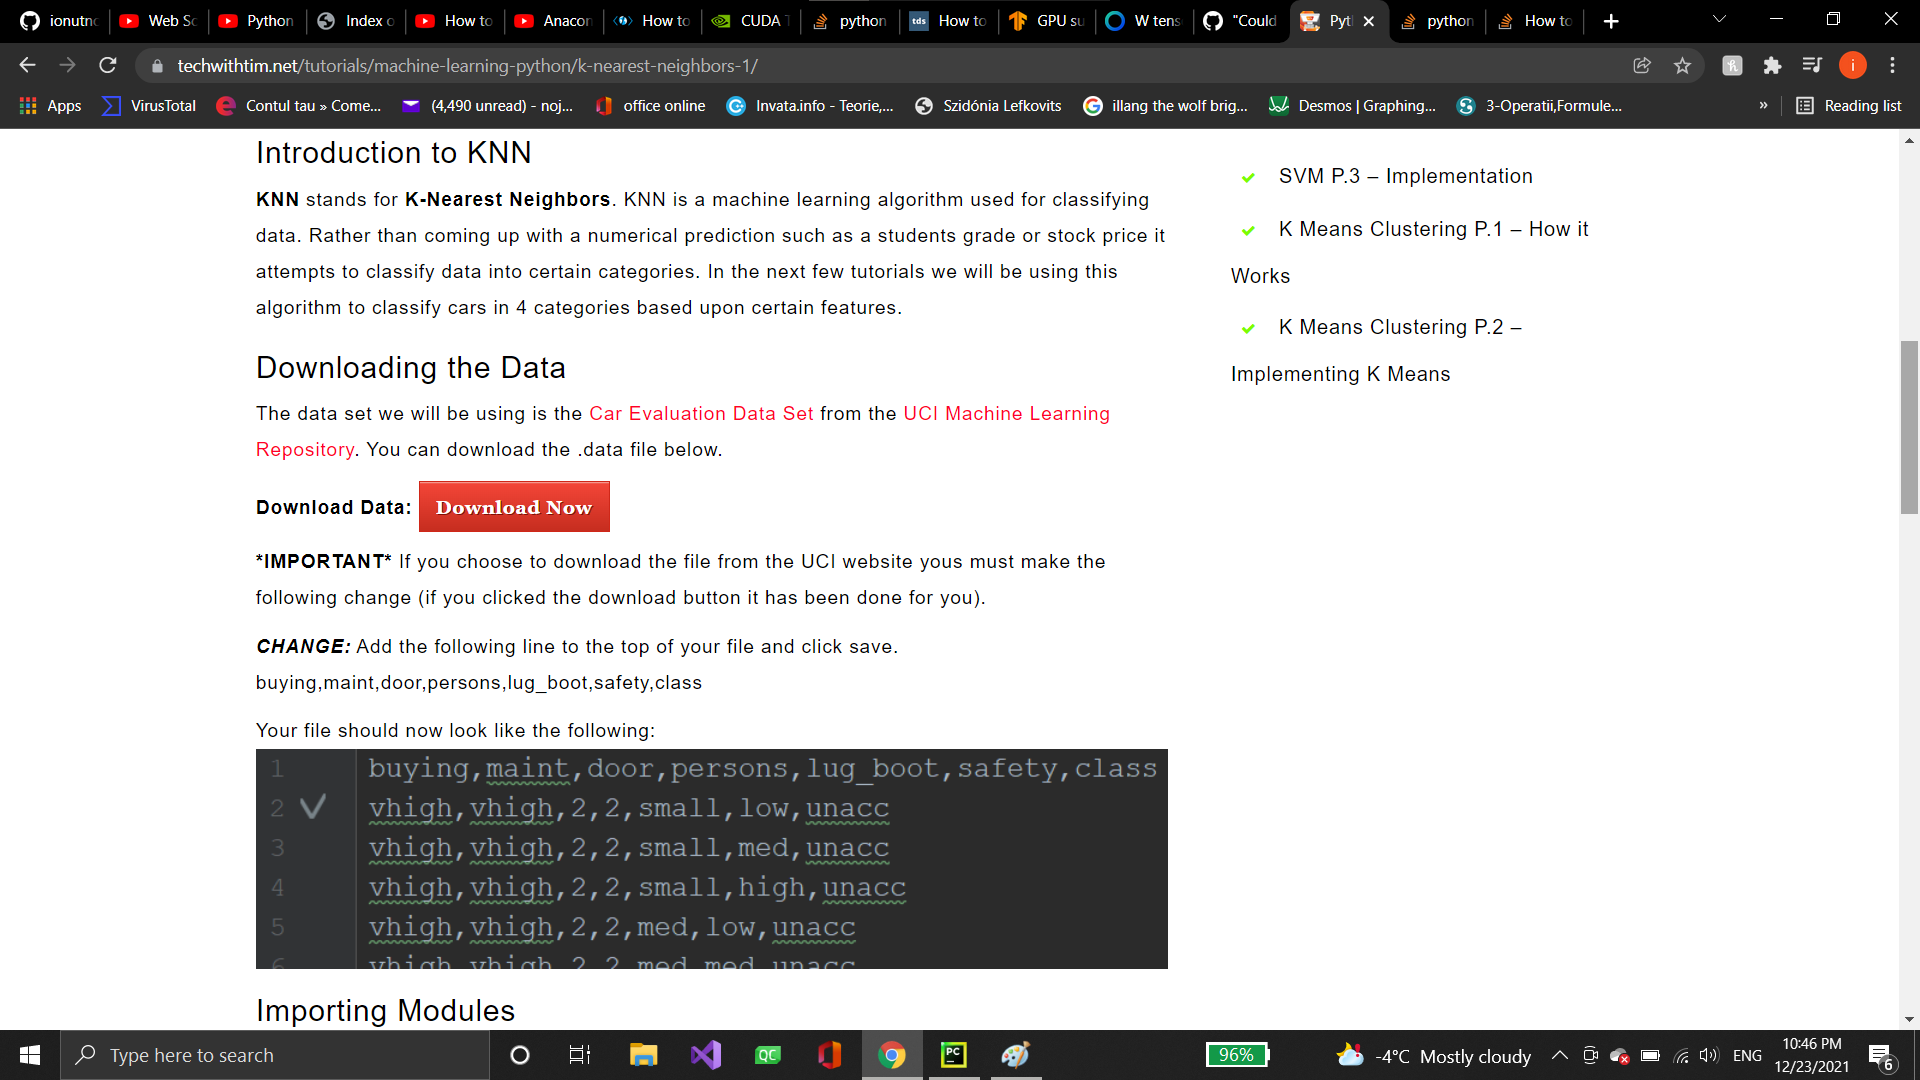 ionutno
Web Sc
Python
Index o
How to
Anacon
How to
CUDA T
python
How to
GPU su
W tens
"Could
Pyt
python
How to
techwithtim.net/tutorials/machine-learning-python/k-nearest-neighbors-1/
Apps
VirusTotal
Contul tau » Come...
(4,490 unread) - noj...
office online
Invata.info - Teorie,...
Szidónia Lefkovits
illang the wolf brig...
Desmos | Graphing...
3-Operatii,Formule...
»
Reading list
Introduction to KNN
KNN stands for K-Nearest Neighbors. KNN is a machine learning algorithm used for classifying
data. Rather than coming up with a numerical prediction such as a students grade or stock price it
attempts to classify data into certain categories. In the next few tutorials we will be using this
algorithm to classify cars in 4 categories based upon certain features.
Downloading the Data
The data set we will be using is the Car Evaluation Data Set from the UCI Machine Learning
Repository. You can download the .data file below.
Download Data: Download Now
*IMPORTANT* If you choose to download the file from the UCI website yous must make the
following change (if you clicked the download button it has been done for you).
CHANGE: Add the following line to the top of your file and click save.
buying,maint,door,persons,lug_boot,safety,class
Your file should now look like the following:
1 buying,maint,door,persons,lug_boot,safety,class
2 vhigh,vhigh,2,2,small,low,unacc
3 vhigh,vhigh,2,2,small,med,unacc
4 vhigh,vhigh,2,2,small,high,unacc
5 vhigh,vhigh,2,2,med,low,unacc
6 vhigh,vhigh,2,2,med,med,unacc
Importing Modules
SVM P.3 – Implementation
K Means Clustering P.1 – How it
Works
K Means Clustering P.2 –
Implementing K Means
Type here to search
QC
PC
96%
-4°C Mostly cloudy
ENG
10:46 PM
12/23/2021
6